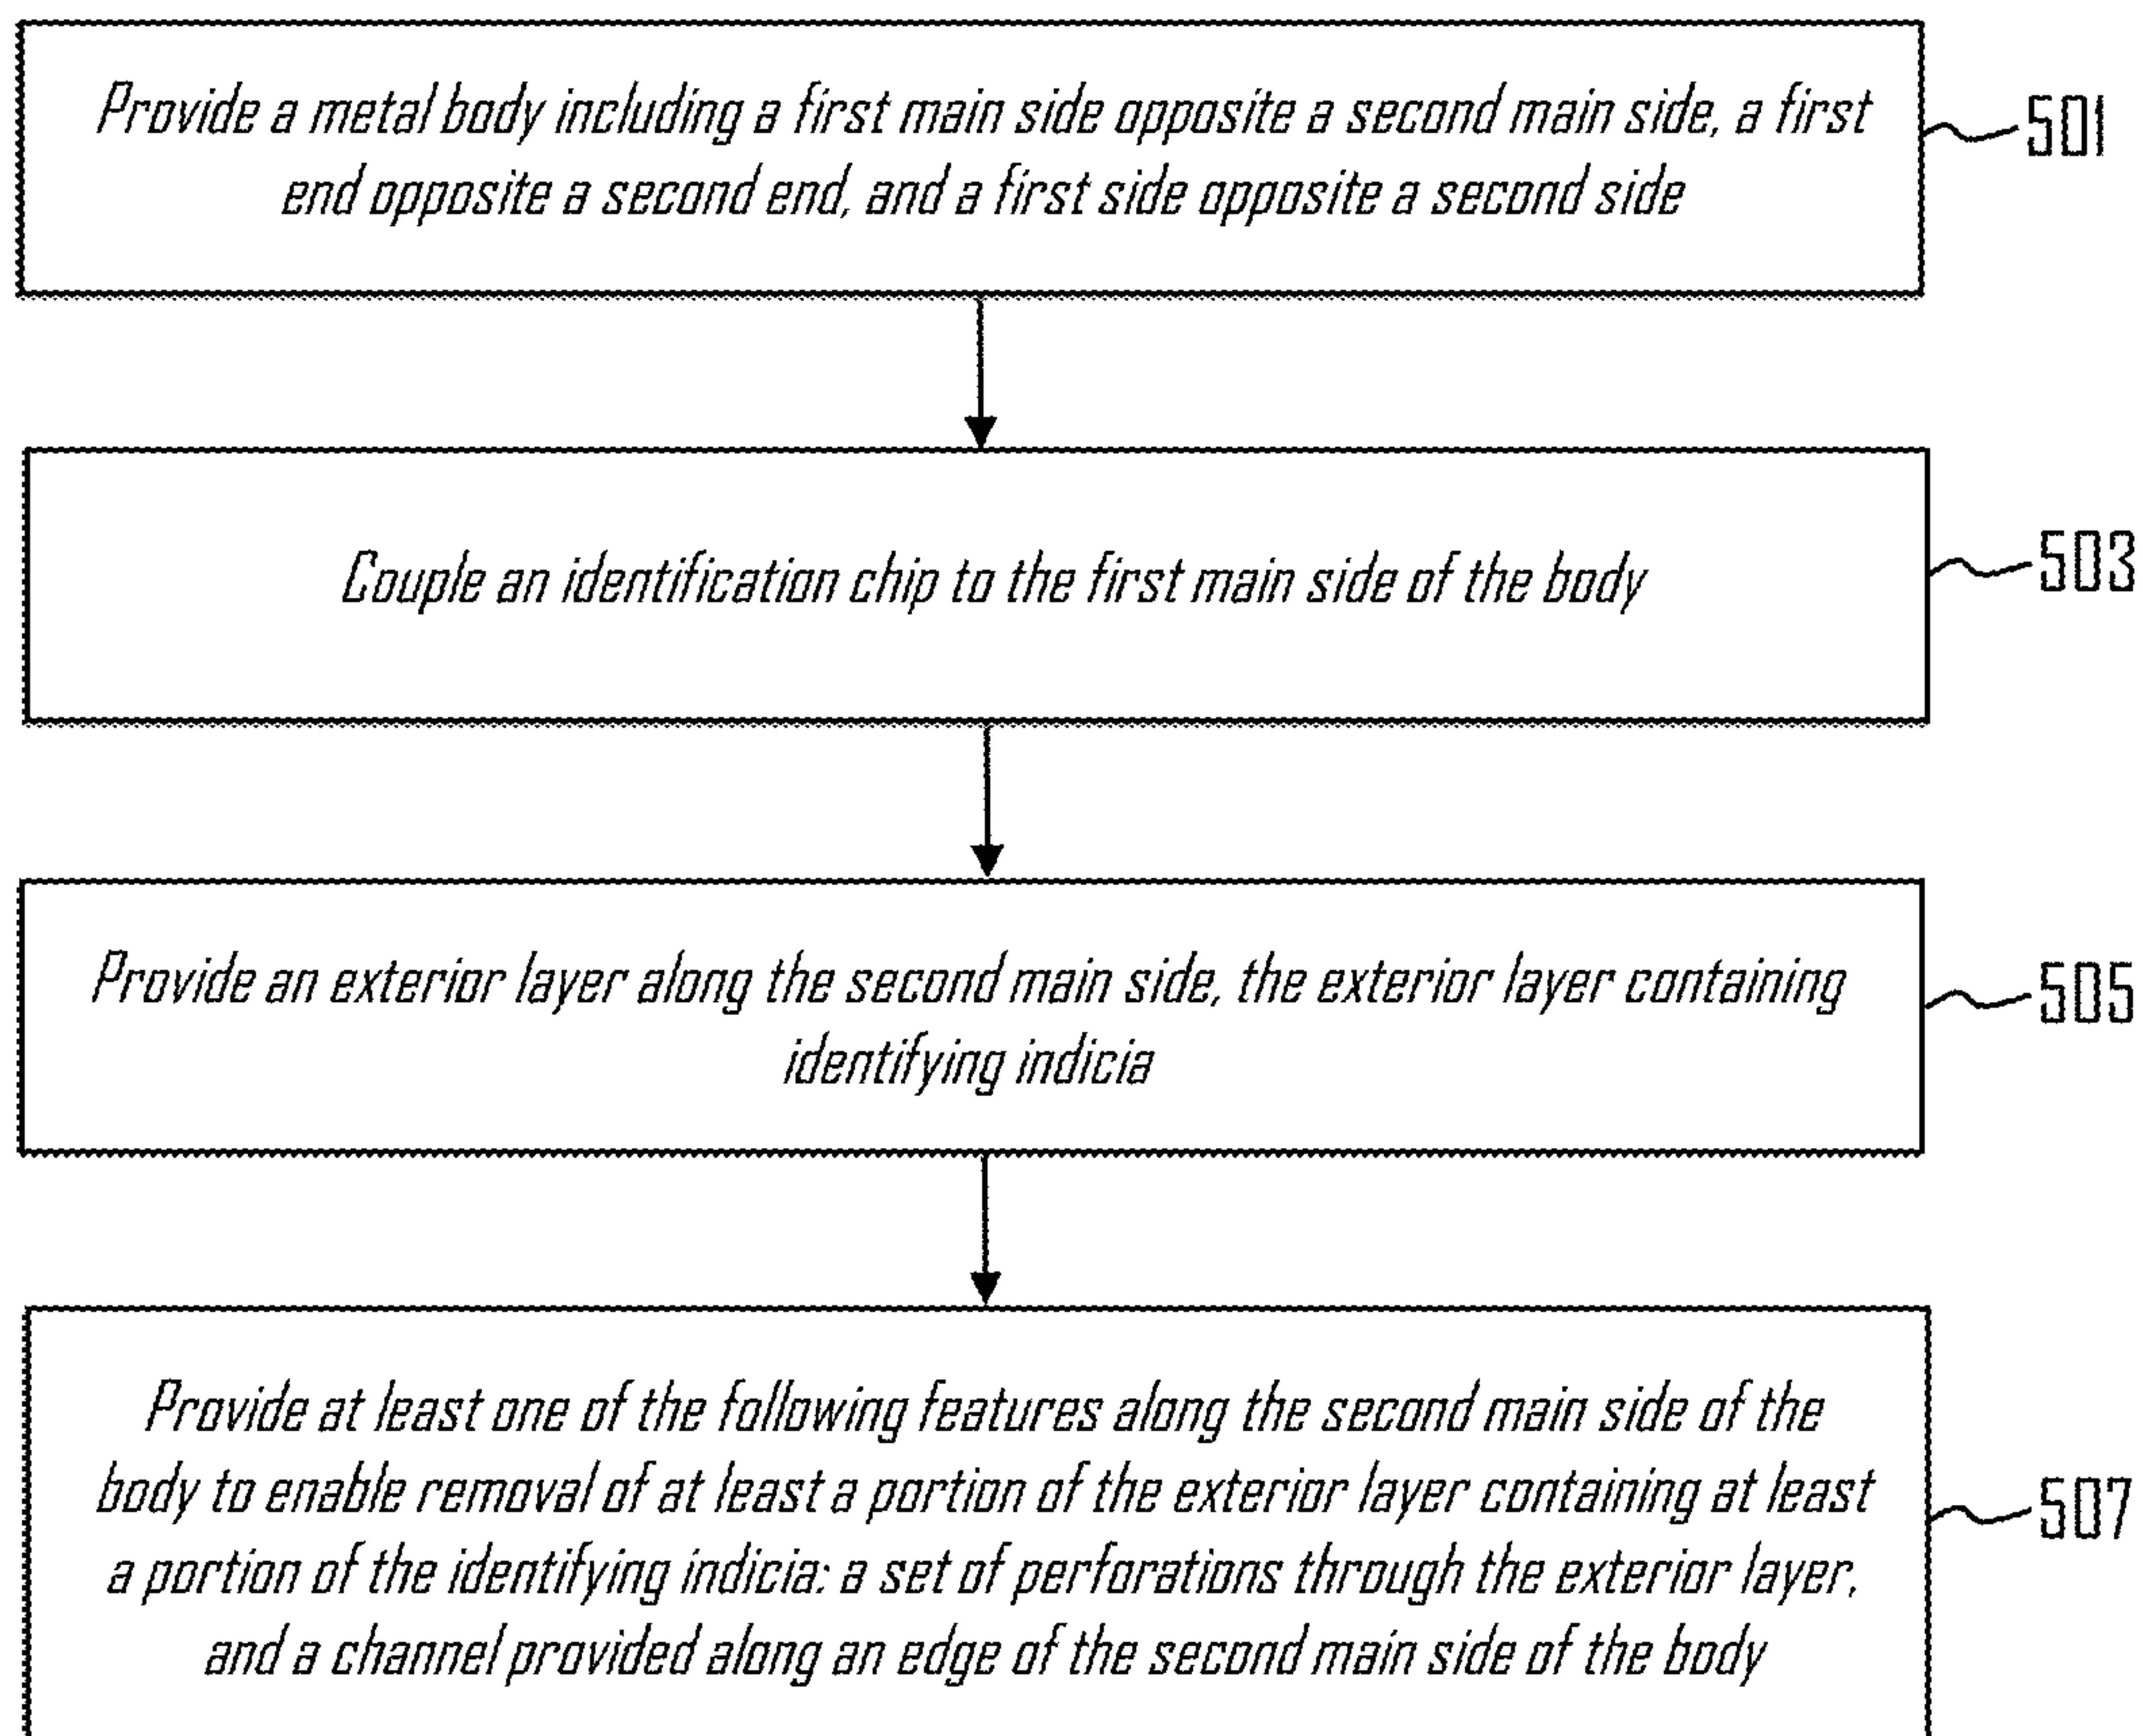 Provide a metal body including a first main side opposite a second main side, a first
end opposite a second end, and a first side opposite a second side
501
Couple an identification chip to the first main side of the body
503
Provide an exterior layer along the second main side, the exterior layer containing
identifying indicia
505
Provide at least one of the following features along the second main side of the
body to enable removal of at least a portion of the exterior layer containing at least
a portion of the identifying indicia: a set of perforations through the exterior layer,
and a channel provided along an edge of the second main side of the body
507